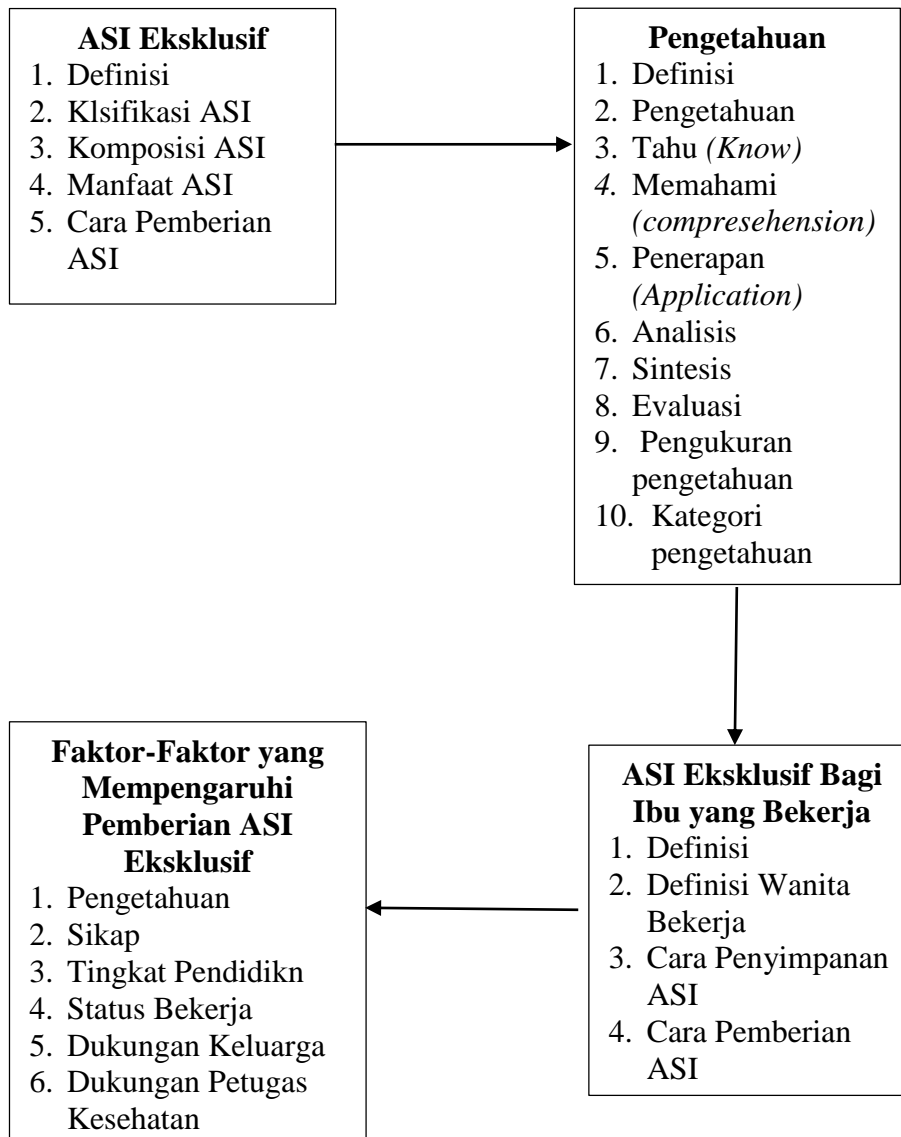 ASI Eksklusif
1. Definisi
2. Klsifikasi ASI
3. Komposisi ASI
4. Manfaat ASI
5. Cara Pemberian
ASI
Pengetahuan
1. Definisi
2. Pengetahuan
3. Tahu (Know)
4. Memahami
(compresehension)
5. Penerapan
(Application)
6. Analisis
7. Sintesis
8. Evaluasi
9. Pengukuran
pengetahuan
10. Kategori
pengetahuan
ASI Eksklusif Bagi
Ibu yang Bekerja
1. Definisi
2. Definisi Wanita
Bekerja
3. Cara Penyimpanan
ASI
4. Cara Pemberian
ASI
Faktor-Faktor yang
Mempengaruhi
Pemberian ASI
Eksklusif
1. Pengetahuan
2. Sikap
3. Tingkat Pendidikn
4. Status Bekerja
5. Dukungan Keluarga
6. Dukungan Petugas
Kesehatan